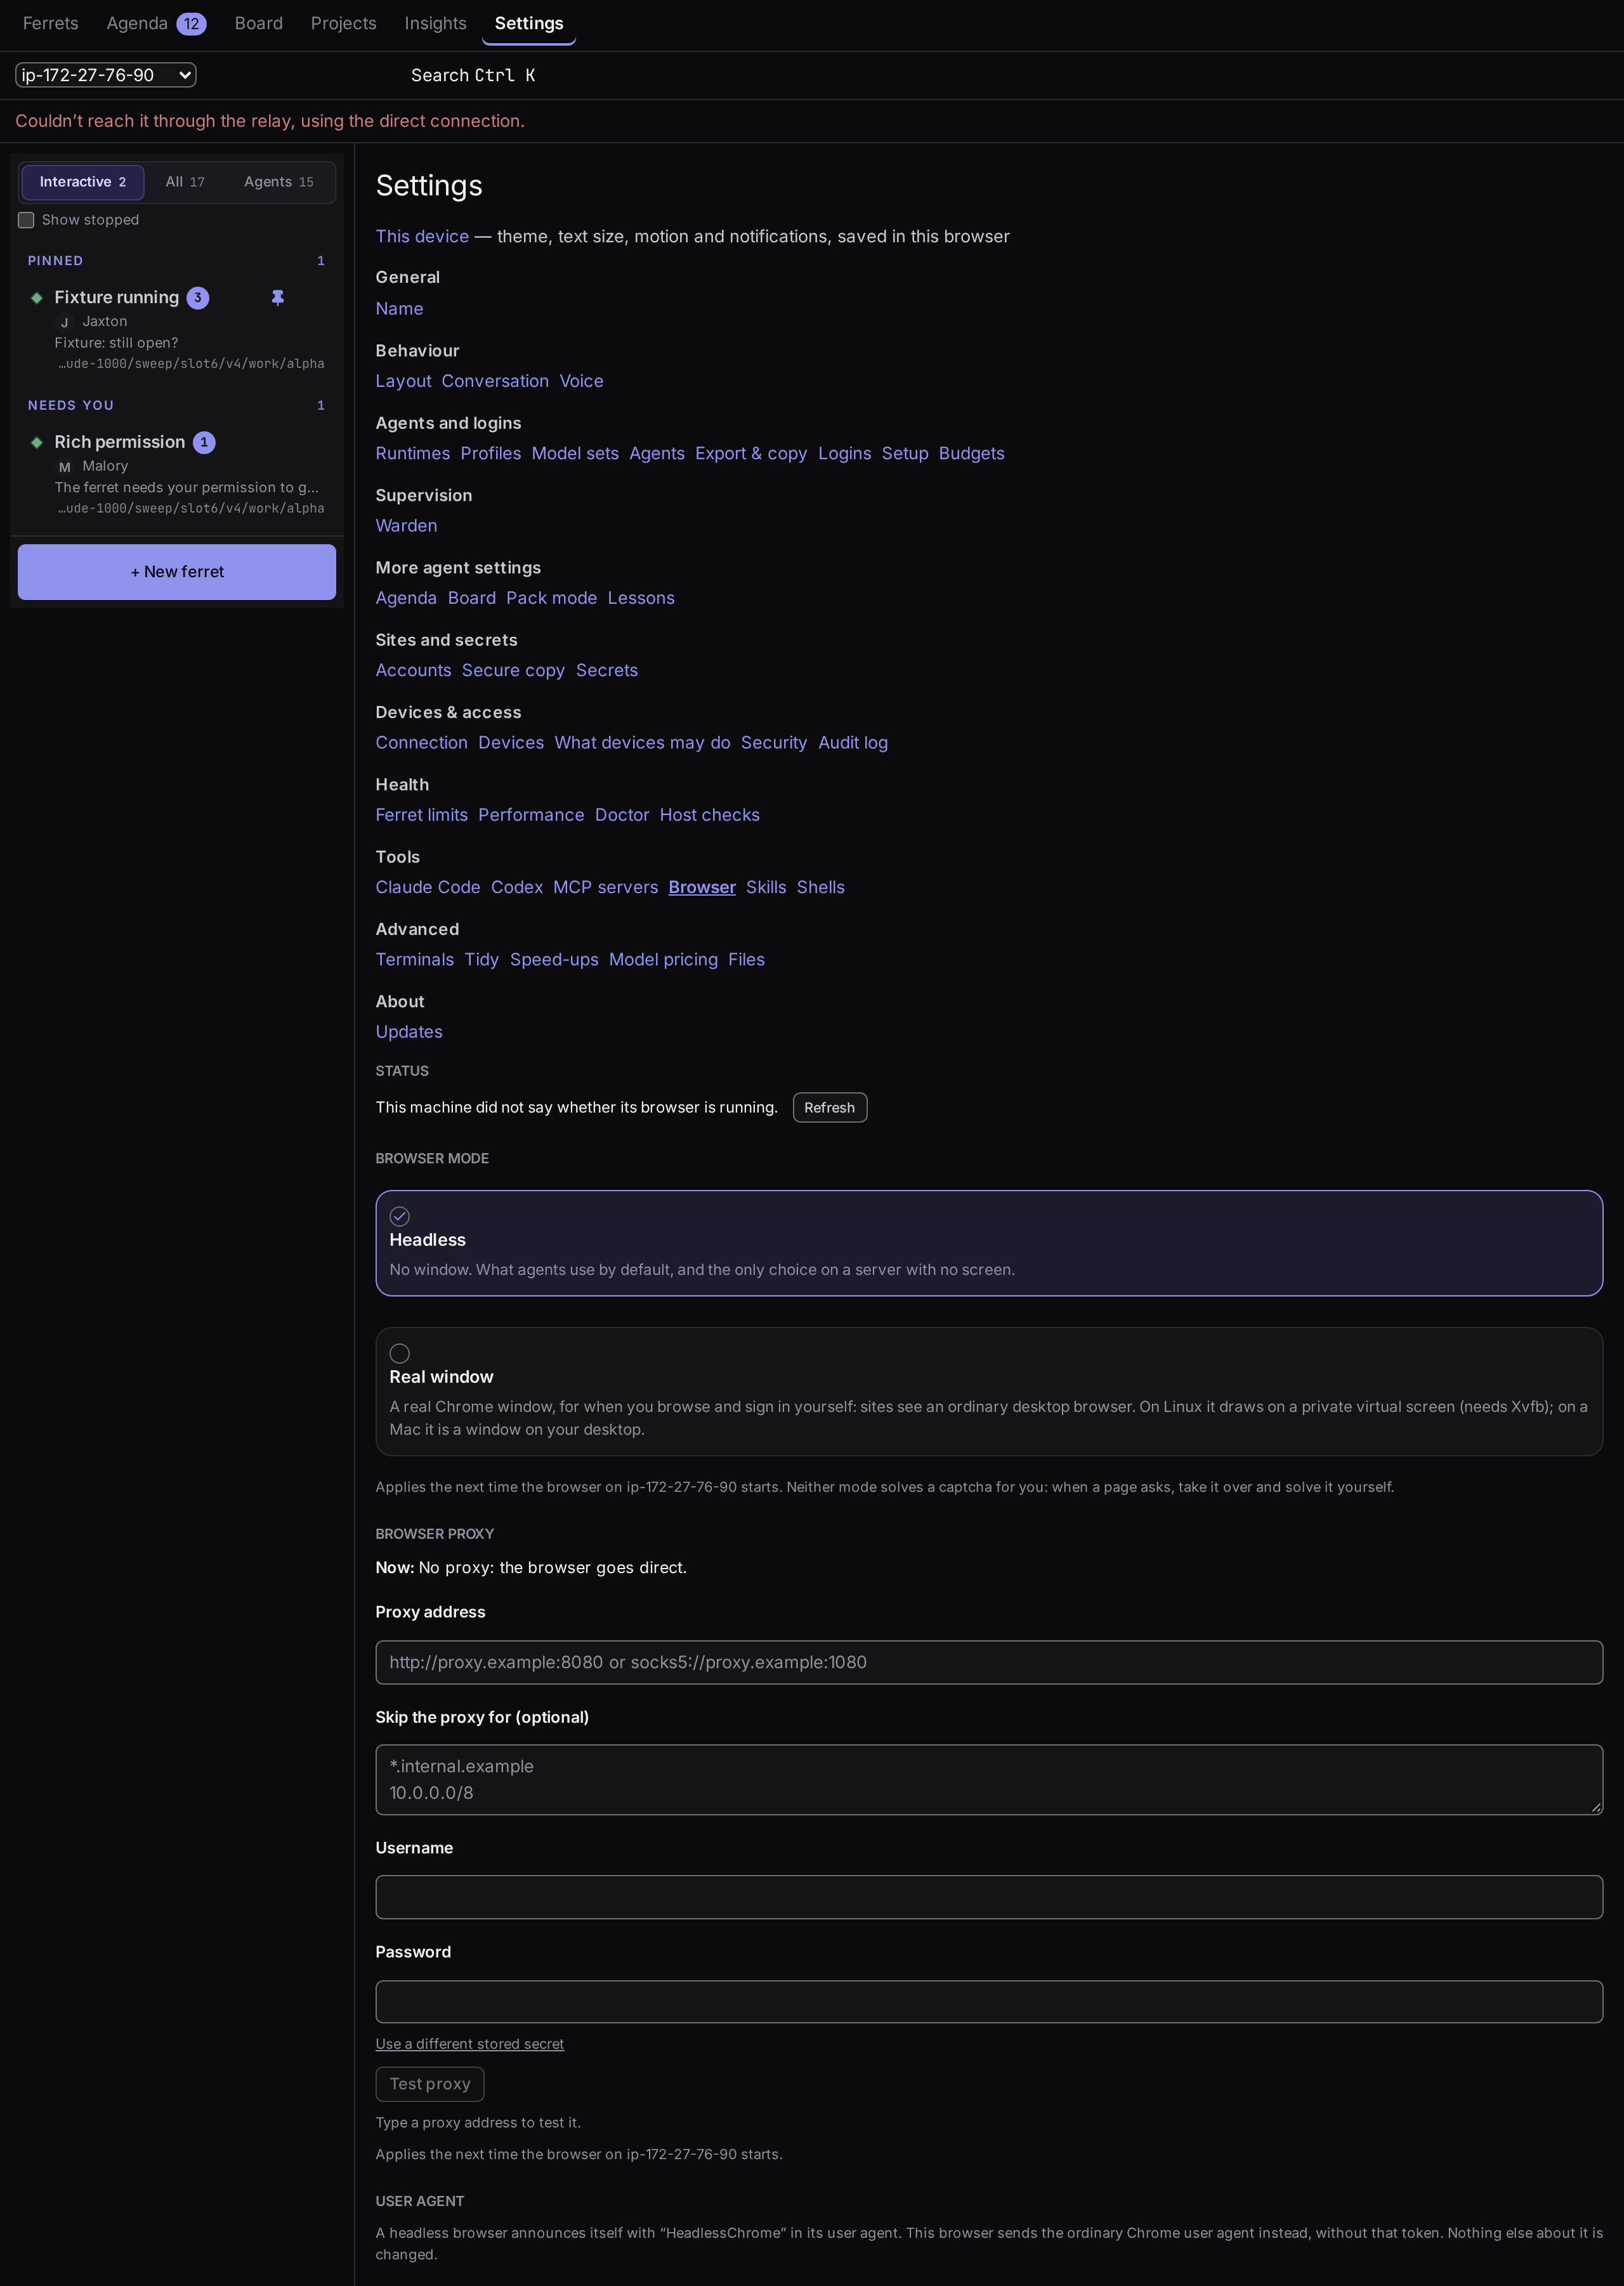 Ferrets Agenda 12 Board Projects Insights Settings
ip-172-27-76-90 Search Ctrl K
Couldn’t reach it through the relay, using the direct connection.
Interactive 2 All 17 Agents 15
Show stopped
PINNED 1
Fixture running 3
J Jaxton
Fixture: still open?
…ude-1000/sweep/slot6/v4/work/alpha
NEEDS YOU 1
Rich permission 1
M Malory
The ferret needs your permission to g…
…ude-1000/sweep/slot6/v4/work/alpha
+ New ferret
Settings
This device — theme, text size, motion and notifications, saved in this browser
General
Name
Behaviour
Layout Conversation Voice
Agents and logins
Runtimes Profiles Model sets Agents Export & copy Logins Setup Budgets
Supervision
Warden
More agent settings
Agenda Board Pack mode Lessons
Sites and secrets
Accounts Secure copy Secrets
Devices & access
Connection Devices What devices may do Security Audit log
Health
Ferret limits Performance Doctor Host checks
Tools
Claude Code Codex MCP servers Browser Skills Shells
Advanced
Terminals Tidy Speed-ups Model pricing Files
About
Updates
STATUS
This machine did not say whether its browser is running. Refresh
BROWSER MODE
Headless
No window. What agents use by default, and the only choice on a server with no screen.
Real window
A real Chrome window, for when you browse and sign in yourself: sites see an ordinary desktop browser. On Linux it draws on a private virtual screen (needs Xvfb); on a
Mac it is a window on your desktop.
Applies the next time the browser on ip-172-27-76-90 starts. Neither mode solves a captcha for you: when a page asks, take it over and solve it yourself.
BROWSER PROXY
Now: No proxy: the browser goes direct.
Proxy address
http://proxy.example:8080 or socks5://proxy.example:1080
Skip the proxy for (optional)
*.internal.example
10.0.0.0/8
Username
Password
Use a different stored secret
Test proxy
Type a proxy address to test it.
Applies the next time the browser on ip-172-27-76-90 starts.
USER AGENT
A headless browser announces itself with “HeadlessChrome” in its user agent. This browser sends the ordinary Chrome user agent instead, without that token. Nothing else about it is
changed.